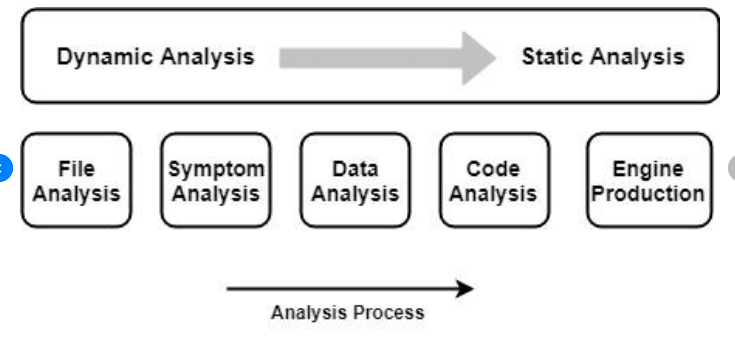 Dynamic Analysis
Static Analysis
File
Analysis
Symptom
Analysis
Data
Analysis
Code
Analysis
Engine
Production
Analysis Process